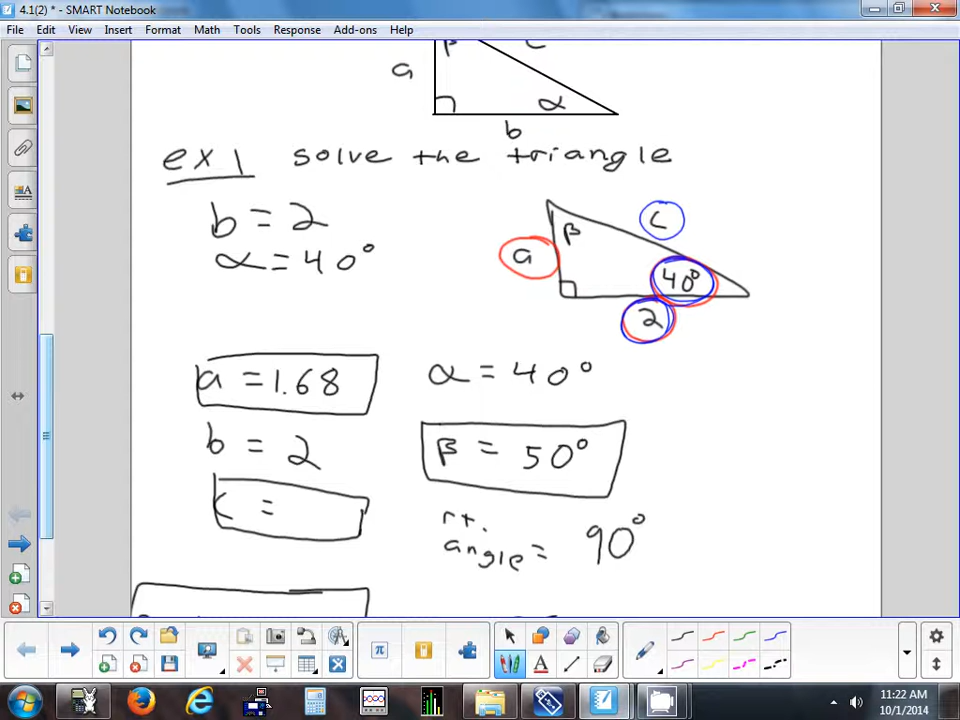 4.1(2) * - SMART Notebook
File Edit View Insert Format Math Tools Response Add-ons Help
β c
a
α
b
ex 1 solve the triangle
b = 2
α = 40°
c
β
a
40°
2
a = 1.68 α = 40°
b = 2 β = 50°
c =
rt.
angle = 90°
11:22 AM
10/1/2014